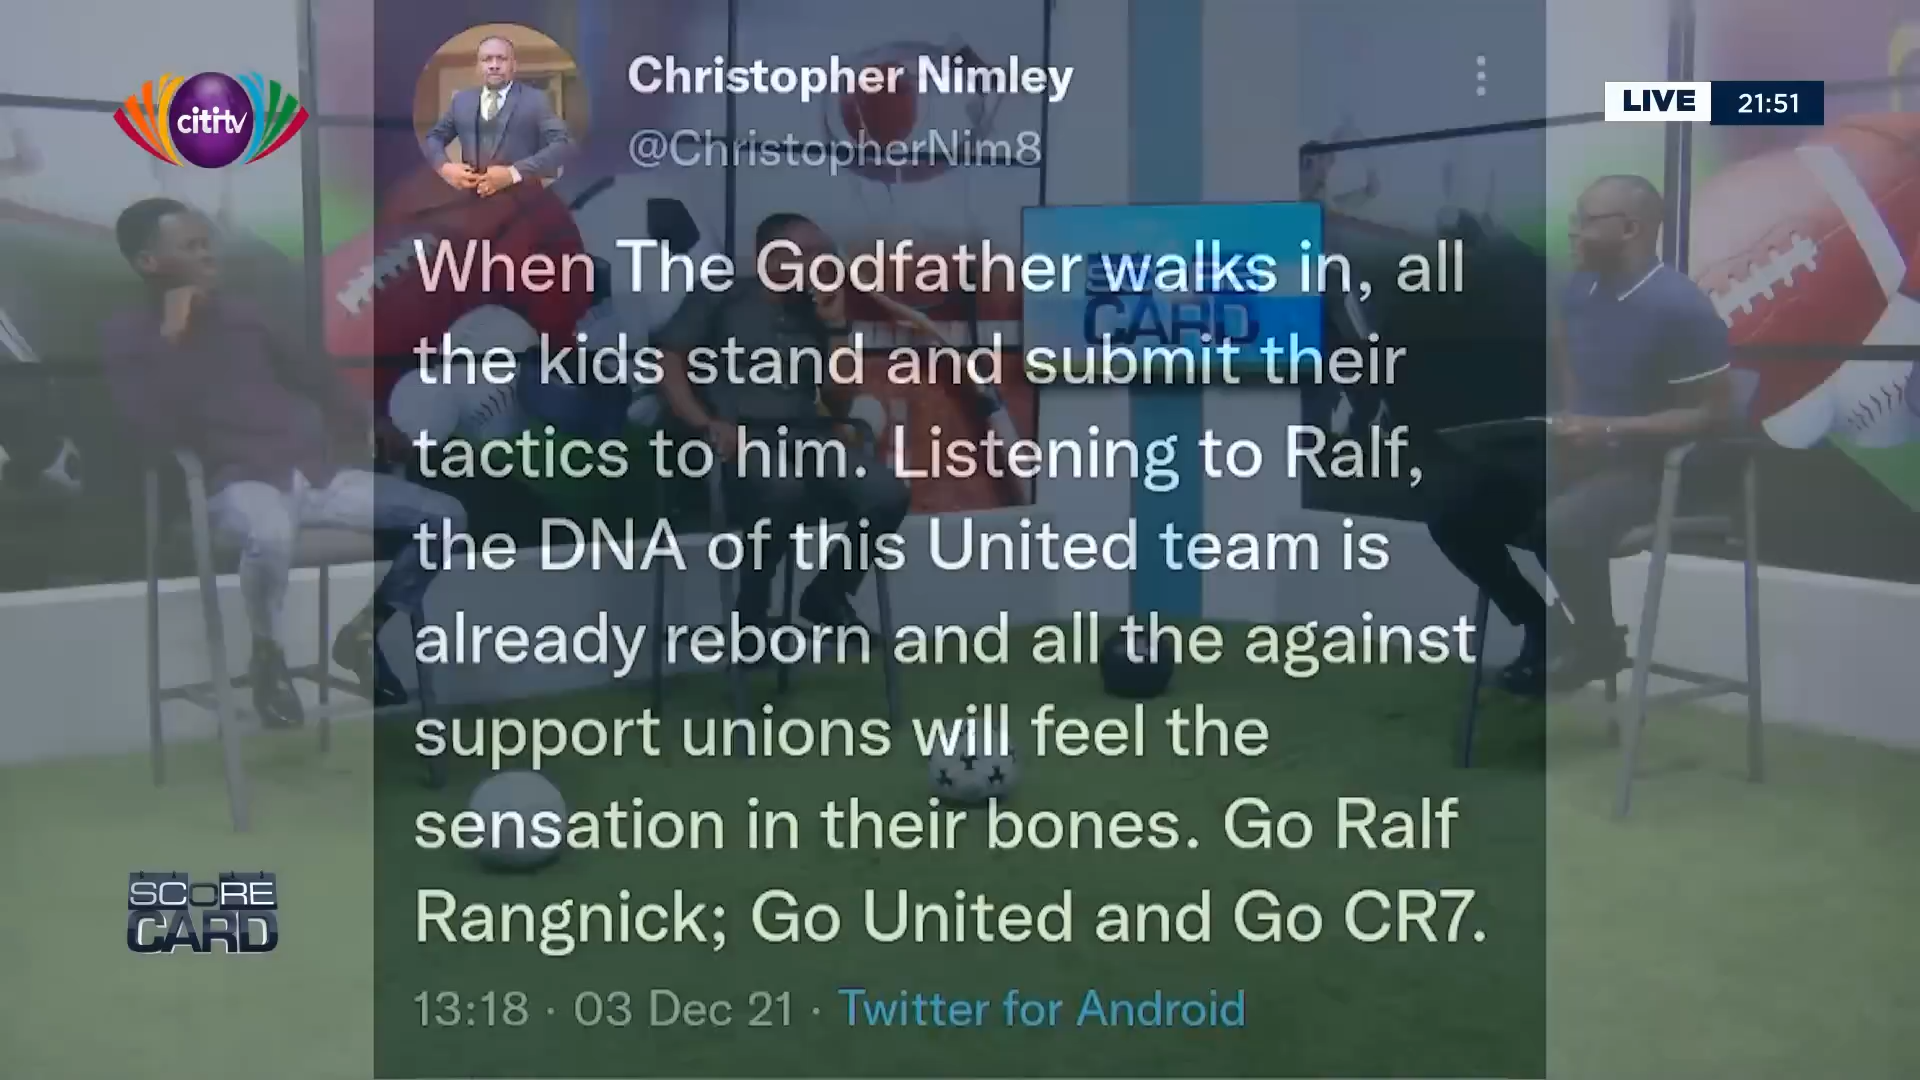 citi tv
LIVE 21:51
Christopher Nimley
@ChristopherNim8
When The Godfather walks in, all
the kids stand and submit their
tactics to him. Listening to Ralf,
the DNA of this United team is
already reborn and all the against
support unions will feel the
sensation in their bones. Go Ralf
Rangnick; Go United and Go CR7.
13:18 · 03 Dec 21 · Twitter for Android
CARD
SCORE
CARD